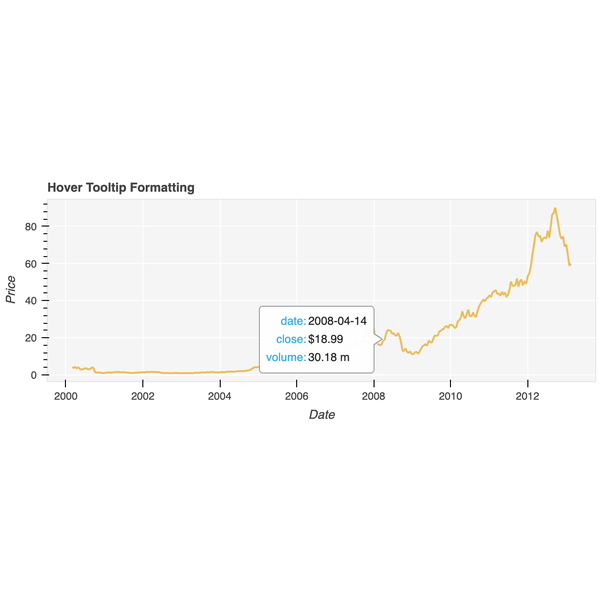 Hover Tooltip Formatting
80
60
40
20
0
Price
date: 2008-04-14
close: $18.99
volume: 30.18 m
2000 2002 2004 2006 2008 2010 2012
Date